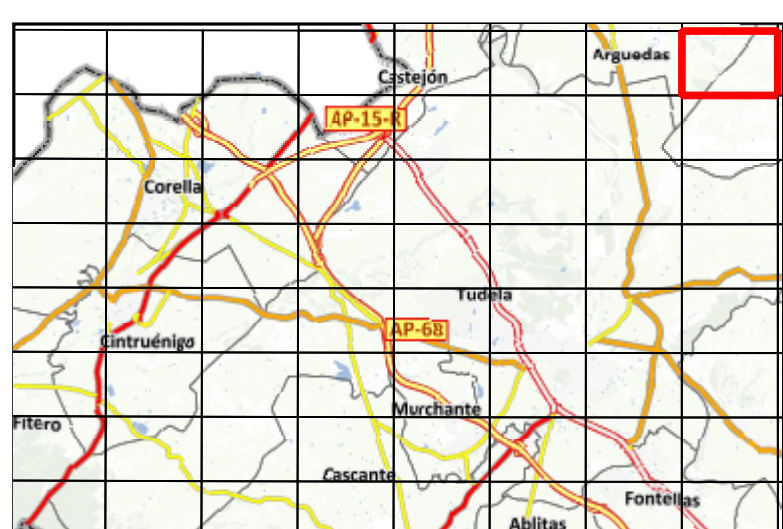 Arguedas
Castejón
AP-15-R
Corella
Tudela
AP-68
Cintruénigo
Murchante
Fitero
Cascante
Fontellas
Ablitas